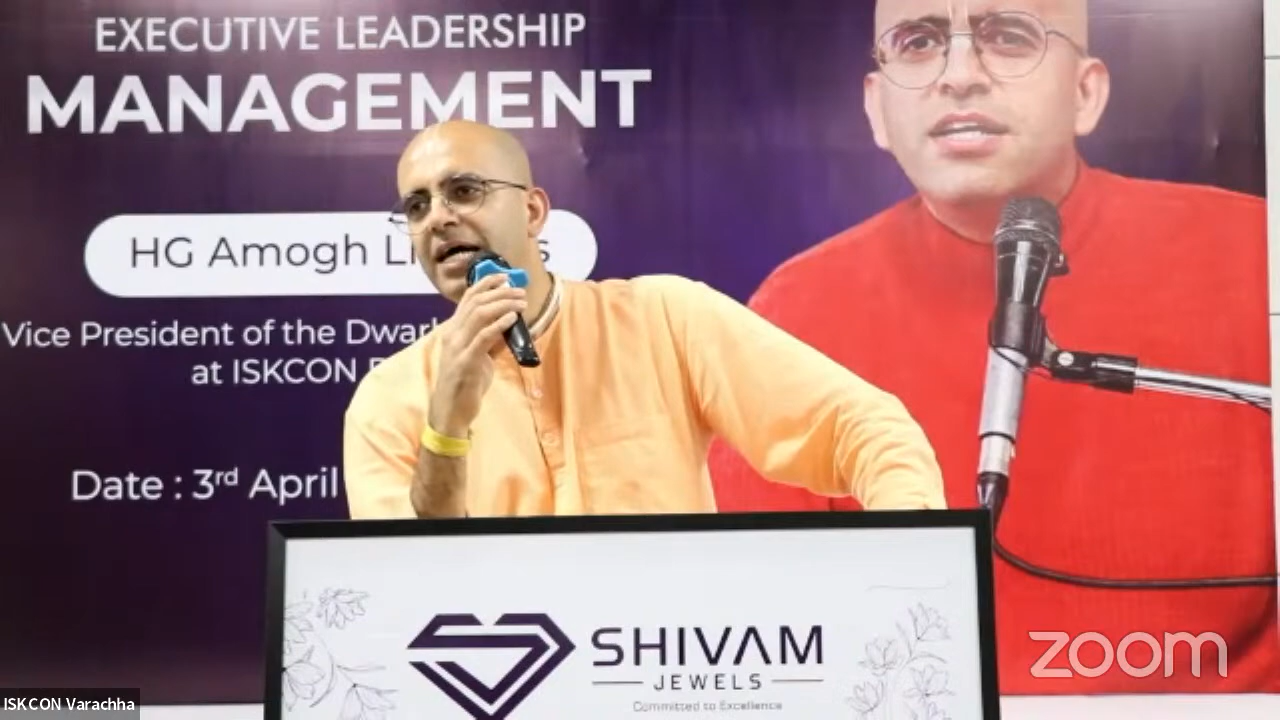 EXECUTIVE LEADERSHIP
MANAGEMENT
HG Amogh
Vice President of the
at ISKCON
Date : 3rd April
SHIVAM
JEWELS
Committed to Excellence
zoom
ISKCON Varachha